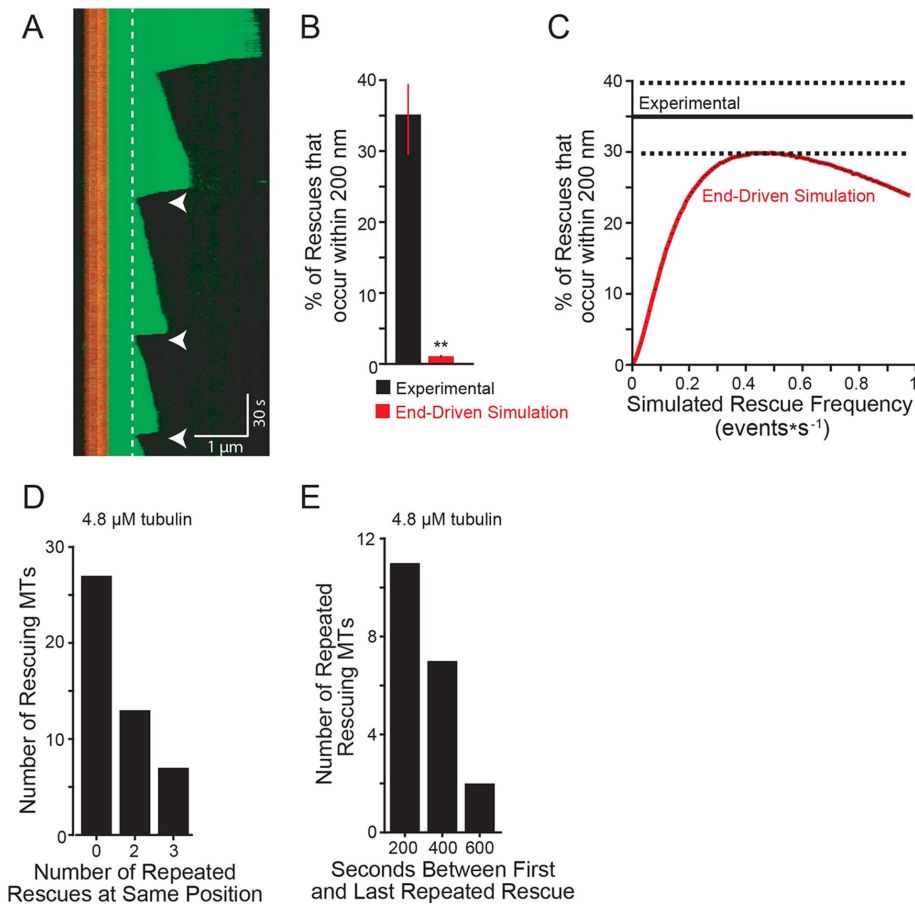 A
30 s
1 µm
B
% of Rescues that
occur within 200 nm
40
30
20
10
0
**
Experimental
End-Driven Simulation
C
% of Rescues that
occur within 200 nm
40
30
20
10
0
Experimental
End-Driven Simulation
0 0.2 0.4 0.6 0.8 1
Simulated Rescue Frequency
(events*s-1)
D
4.8 µM tubulin
Number of Rescuing MTs
30
20
10
0
0 2 3
Number of Repeated
Rescues at Same Position
E
4.8 µM tubulin
Number of Repeated
Rescuing MTs
12
8
4
0
200 400 600
Seconds Between First
and Last Repeated Rescue